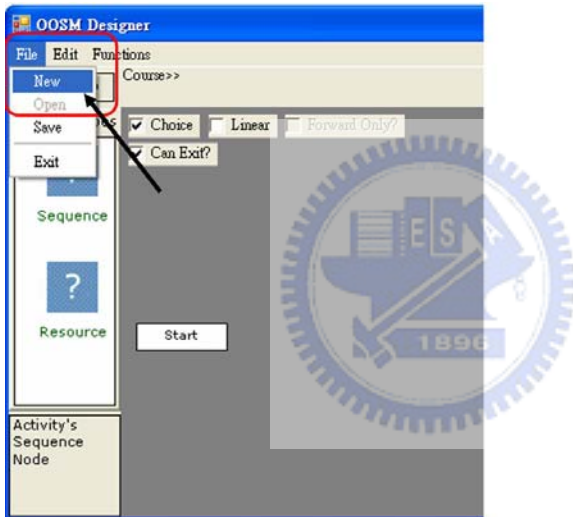 OOSM Designer
File Edit Functions
New
Open
Save
Exit
Course>>
Choice Linear Forward Only?
Can Exit?
Sequence
?
Resource
Start
Activity's
Sequence
Node
E S A
1896